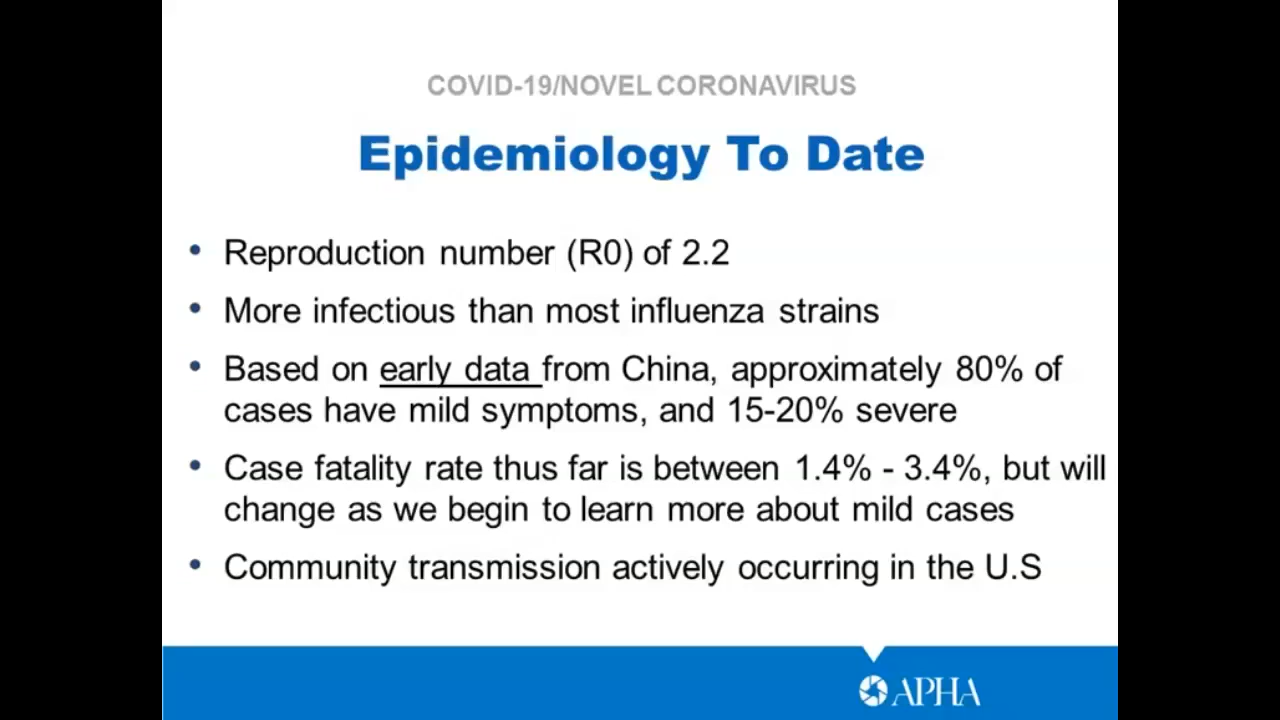 COVID-19/NOVEL CORONAVIRUS
Epidemiology To Date
• Reproduction number (R0) of 2.2
• More infectious than most influenza strains
• Based on early data from China, approximately 80% of
cases have mild symptoms, and 15-20% severe
• Case fatality rate thus far is between 1.4% - 3.4%, but will
change as we begin to learn more about mild cases
• Community transmission actively occurring in the U.S
APHA